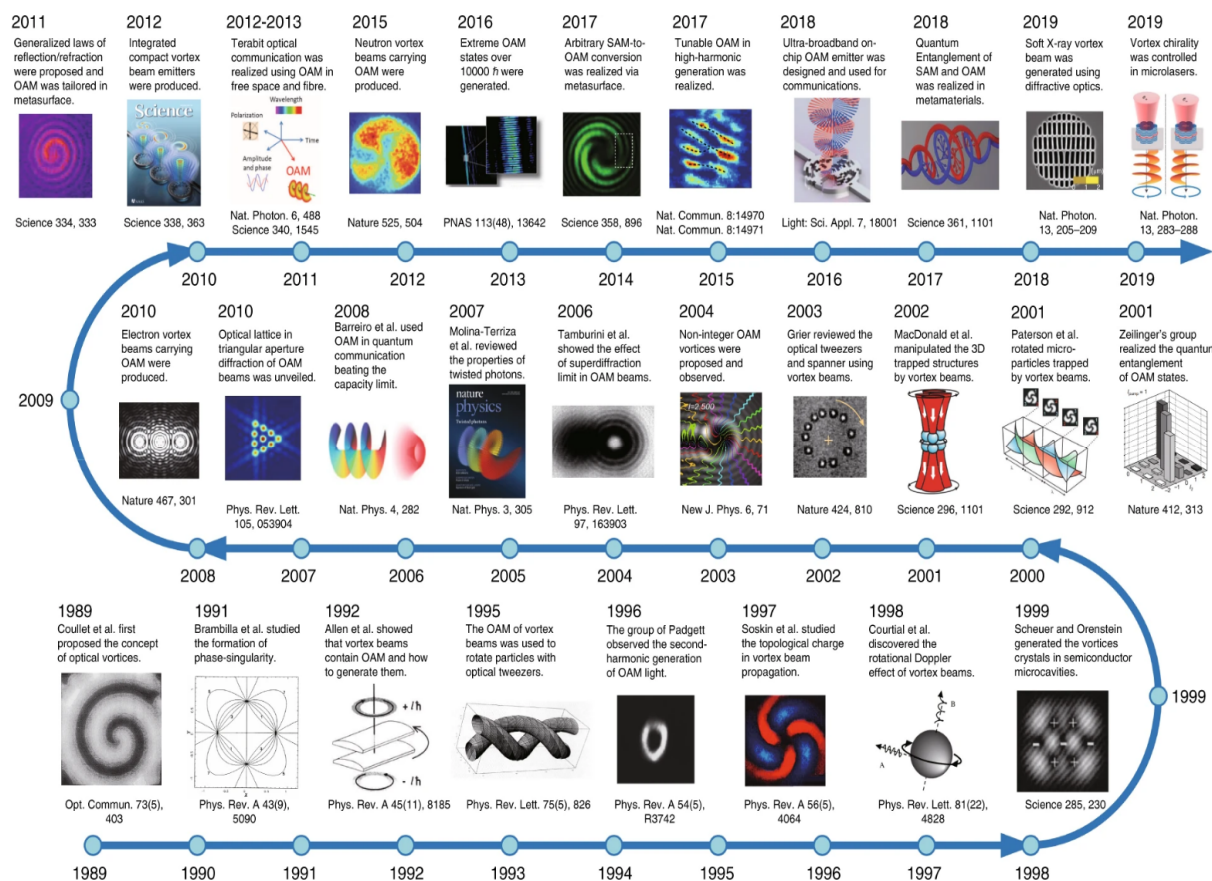 2011
Generalized laws of
reflection/refraction
were proposed and
OAM was tailored in
metasurface.
Science 334, 333
2012
Integrated
compact vortex
beam emitters
were produced.
Science
Science 338, 363
2012-2013
Terabit optical
communication was
realized using OAM in
free space and fibre.
Wavelength
Polarization
Time
Amplitude
and phase
OAM
Nat. Photon. 6, 488
Science 340, 1545
2015
Neutron vortex
beams carrying
OAM were
produced.
Nature 525, 504
2016
Extreme OAM
states over
10000 ℏ were
generated.
PNAS 113(48), 13642
2017
Arbitrary SAM-to-
OAM conversion
was realized via
metasurface.
Science 358, 896
2017
Tunable OAM in
high-harmonic
generation was
realized.
Nat. Commun. 8:14970
Nat. Commun. 8:14971
2018
Ultra-broadband on-
chip OAM emitter was
designed and used for
communications.
Light: Sci. Appl. 7, 18001
2018
Quantum
Entanglement of
SAM and OAM
was realized in
metamaterials.
Science 361, 1101
2019
Soft X-ray vortex
beam was
generated using
diffractive optics.
Nat. Photon.
13, 205–209
2019
Vortex chirality
was controlled
in microlasers.
Nat. Photon.
13, 283–288
2010
2011
2012
2013
2014
2015
2016
2017
2018
2019
2009
2010
Electron vortex
beams carrying
OAM were
produced.
Nature 467, 301
2010
Optical lattice in
triangular aperture
diffraction of OAM
beams was unveiled.
Phys. Rev. Lett.
105, 053904
2008
Barreiro et al. used
OAM in quantum
communication
beating the
capacity limit.
Nat. Phys. 4, 282
2007
Molina-Terriza
et al. reviewed
the properties of
twisted photons.
nature
physics
Twisted photons
Nat. Phys. 3, 305
2006
Tamburini et al.
showed the effect of
superdiffraction
limit in OAM beams.
Phys. Rev. Lett.
97, 163903
2004
Non-integer OAM
vortices were
proposed and
observed.
l=2.500
New J. Phys. 6, 71
2003
Grier reviewed the
optical tweezers
and spanner using
vortex beams.
Nature 424, 810
2002
MacDonald et al.
manipulated the 3D
trapped structures
by vortex beams.
Science 296, 1101
2001
Paterson et al.
rotated micro-
particles trapped
by vortex beams.
Science 292, 912
2001
Zeilinger's group
realized the quantum
entanglement
of OAM states.
Nature 412, 313
2008
2007
2006
2005
2004
2003
2002
2001
2000
1999
1989
Coullet et al. first
proposed the concept
of optical vortices.
Opt. Commun. 73(5),
403
1991
Brambilla et al. studied
the formation of
phase-singularity.
Phys. Rev. A 43(9),
5090
1992
Allen et al. showed
that vortex beams
contain OAM and how
to generate them.
+lℏ
-lℏ
Phys. Rev. A 45(11), 8185
1995
The OAM of vortex
beams was used to
rotate particles with
optical tweezers.
Phys. Rev. Lett. 75(5), 826
1996
The group of Padgett
observed the second-
harmonic generation
of OAM light.
Phys. Rev. A 54(5),
R3742
1997
Soskin et al. studied
the topological charge
in vortex beam
propagation.
Phys. Rev. A 56(5),
4064
1998
Courtial et al.
discovered the
rotational Doppler
effect of vortex beams.
B
A
Phys. Rev. Lett. 81(22),
4828
1999
Scheuer and Orenstein
generated the vortices
crystals in semiconductor
microcavities.
Science 285, 230
1989
1990
1991
1992
1993
1994
1995
1996
1997
1998